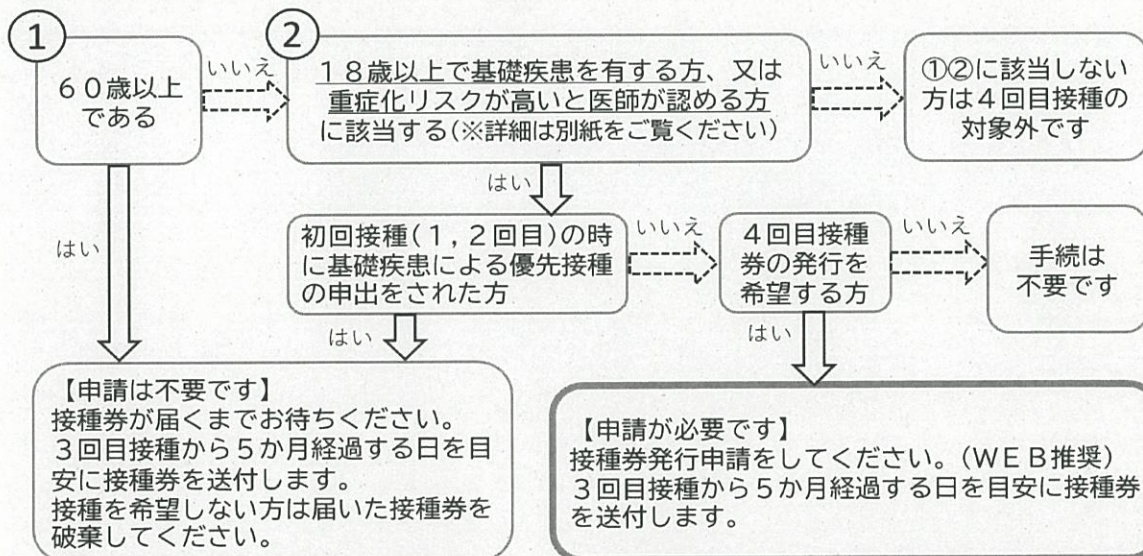 ①
60歳以上
である
いいえ
②
18歳以上で基礎疾患を有する方、又は
重症化リスクが高いと医師が認める方
に該当する(※詳細は別紙をご覧ください)
いいえ
①②に該当しない
方は4回目接種の
対象外です
はい
はい
初回接種(1,2回目)の時
に基礎疾患による優先接種
の申出をされた方
いいえ
4回目接種
券の発行を
希望する方
いいえ
手続は
不要です
はい
はい
【申請は不要です】
接種券が届くまでお待ちください。
3回目接種から5か月経過する日を目
安に接種券を送付します。
接種を希望しない方は届いた接種券を
破棄してください。
【申請が必要です】
接種券発行申請をしてください。(WEB推奨)
3回目接種から5か月経過する日を目安に接種券
を送付します。